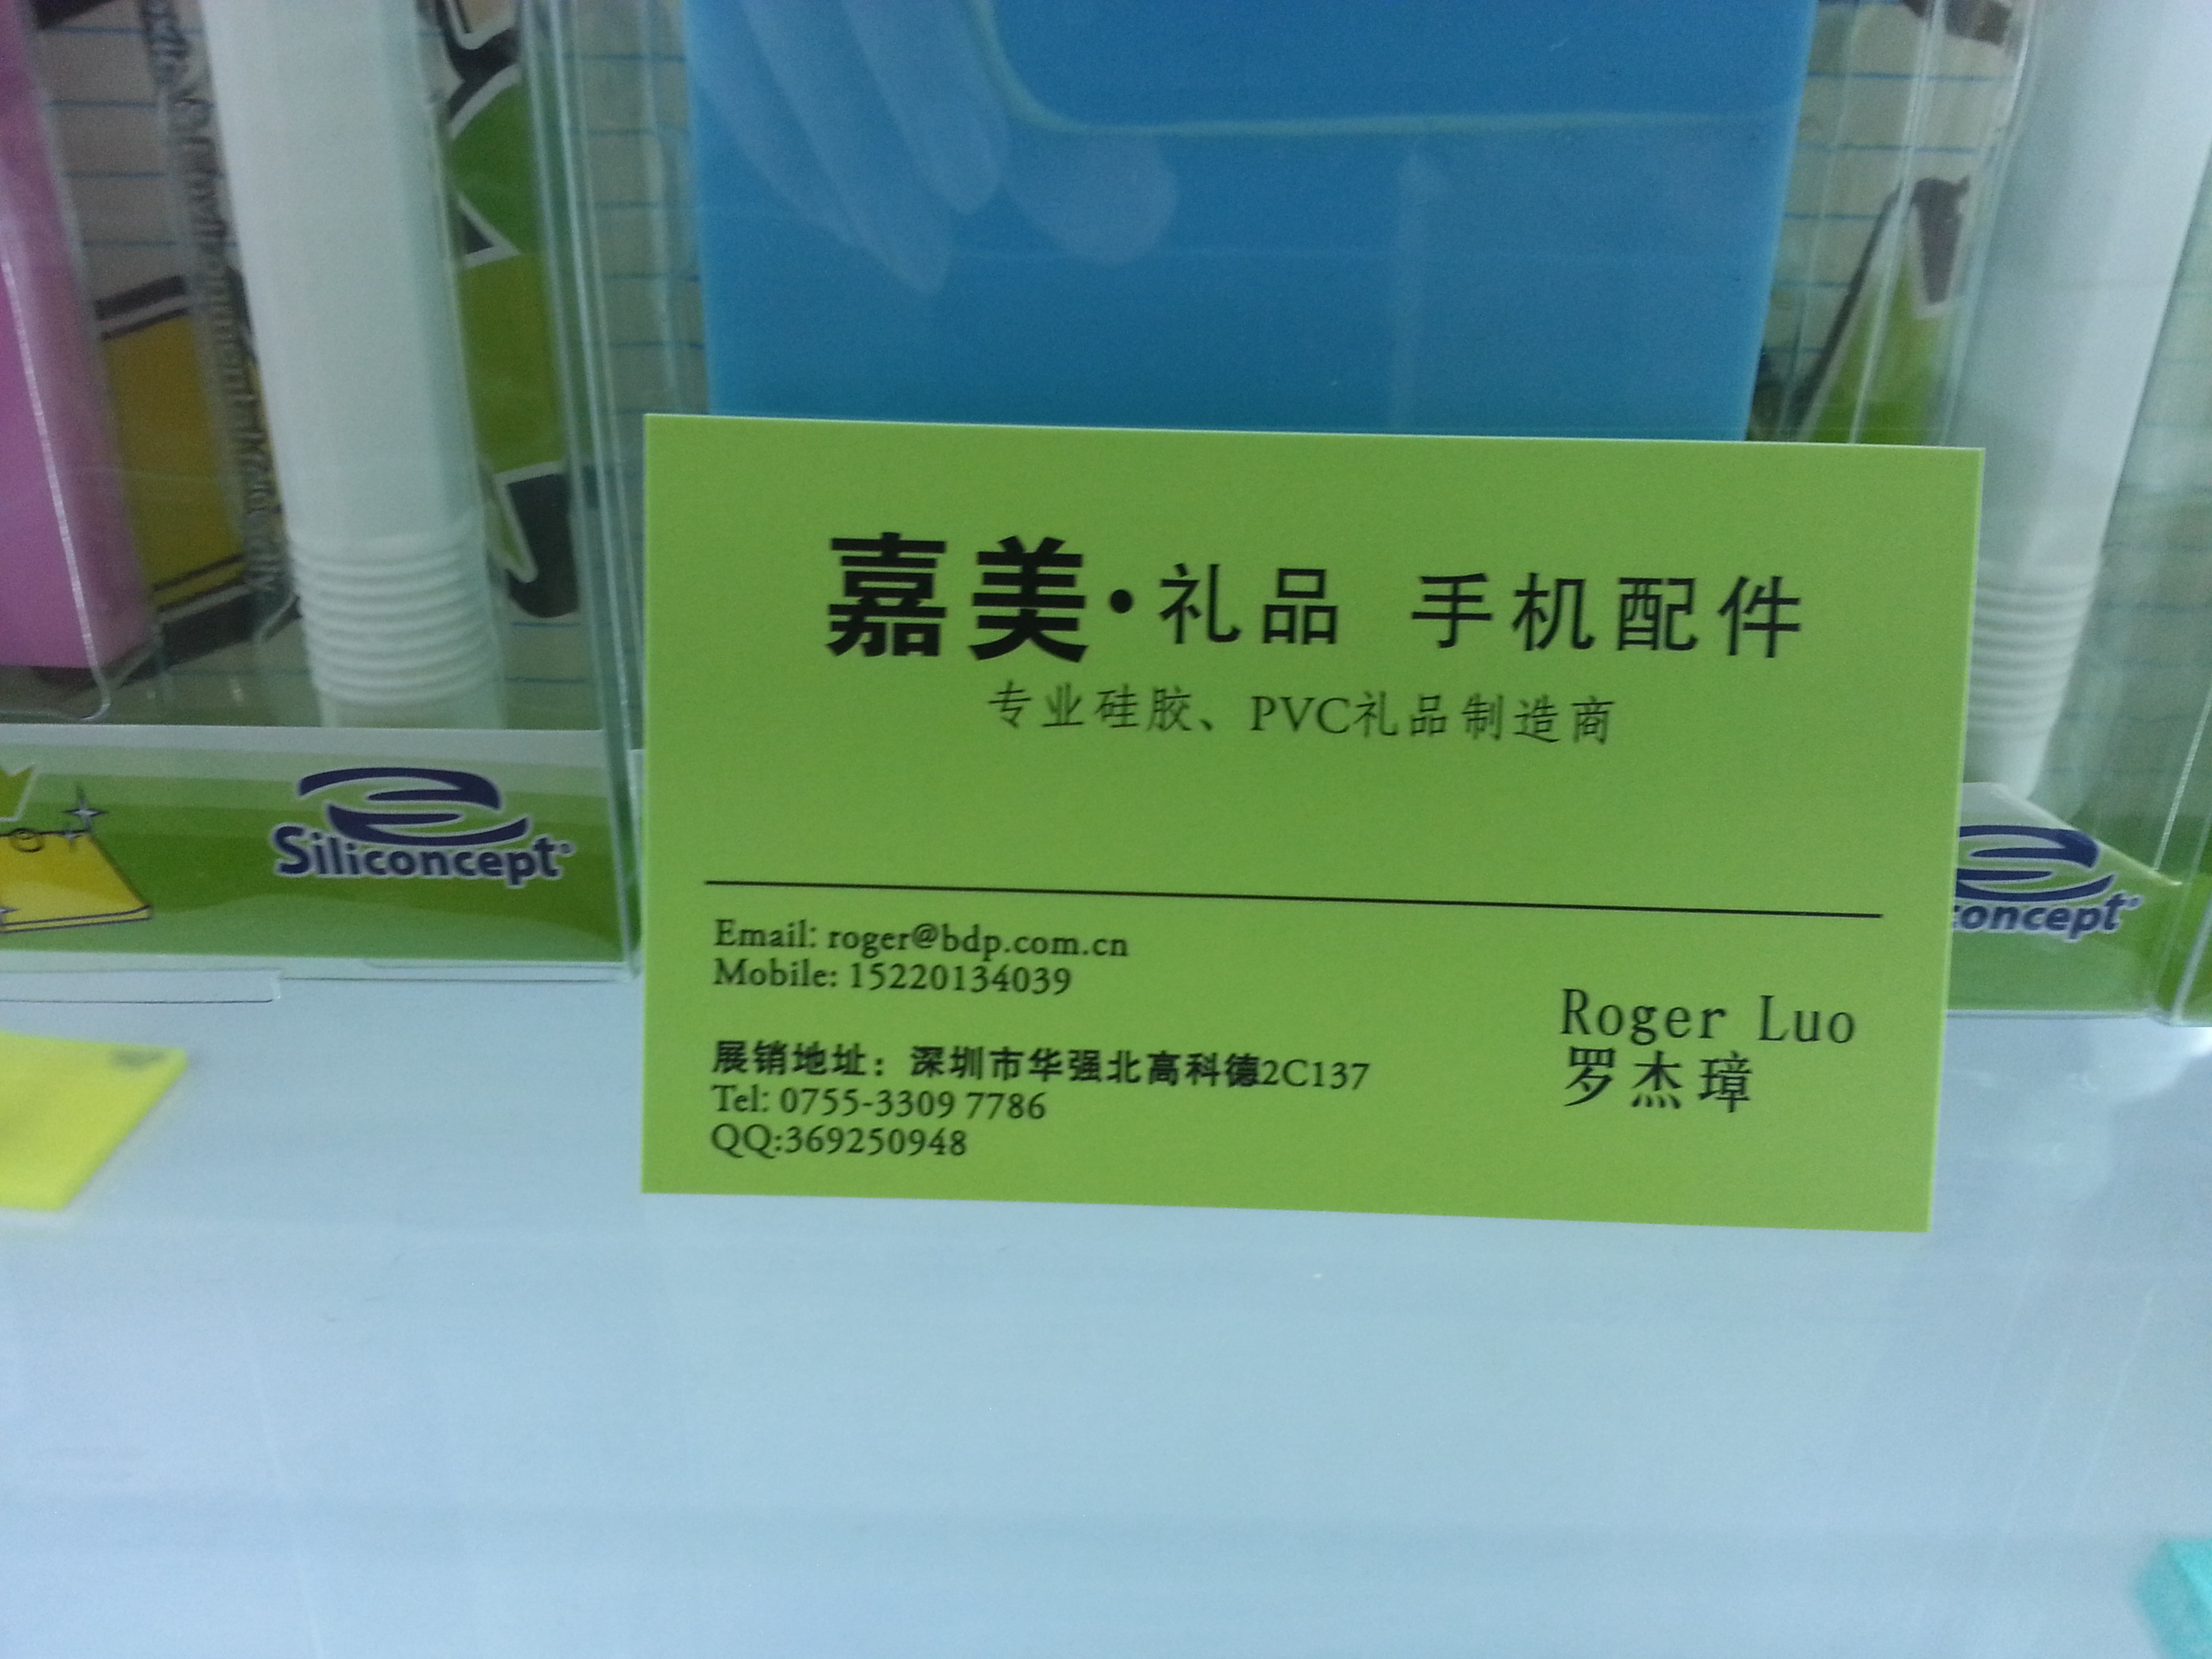 嘉美·礼品 手机配件
专业硅胶、PVC礼品制造商
Email: roger@bdp.com.cn
Mobile: 15220134039
展销地址：深圳市华强北高科德2C137
Tel: 0755-3309 7786
QQ:369250948
Roger Luo
罗杰璋
Siliconcept®
concept®